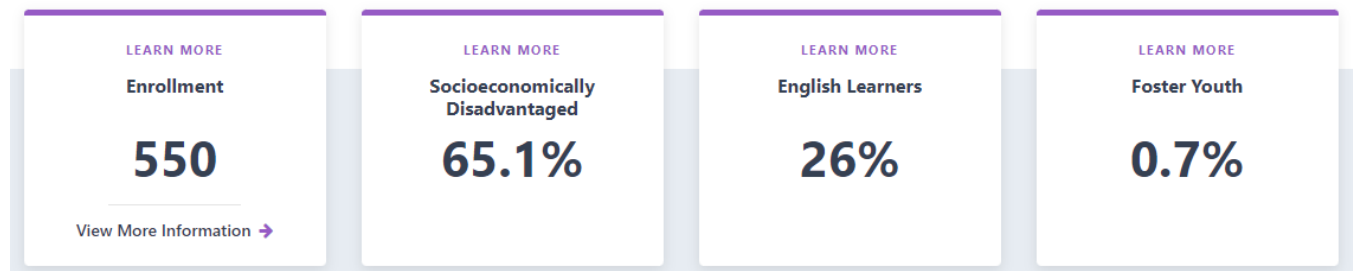 LEARN MORE
Enrollment
550
View More Information
LEARN MORE
Socioeconomically
Disadvantaged
65.1%
LEARN MORE
English Learners
26%
LEARN MORE
Foster Youth
0.7%